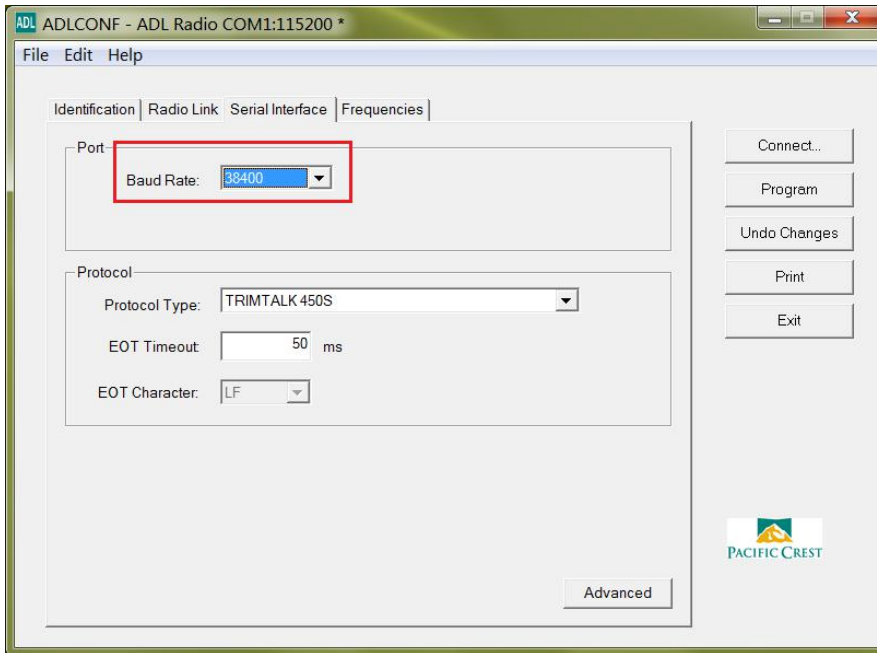 ADL ADLCONF - ADL Radio COM1:115200 *
File Edit Help
Identification Radio Link Serial Interface Frequencies
Port
Baud Rate: 38400
Protocol
Protocol Type: TRIMTALK 450S
EOT Timeout: 50 ms
EOT Character: LF
Advanced
Connect...
Program
Undo Changes
Print
Exit
PACIFIC CREST